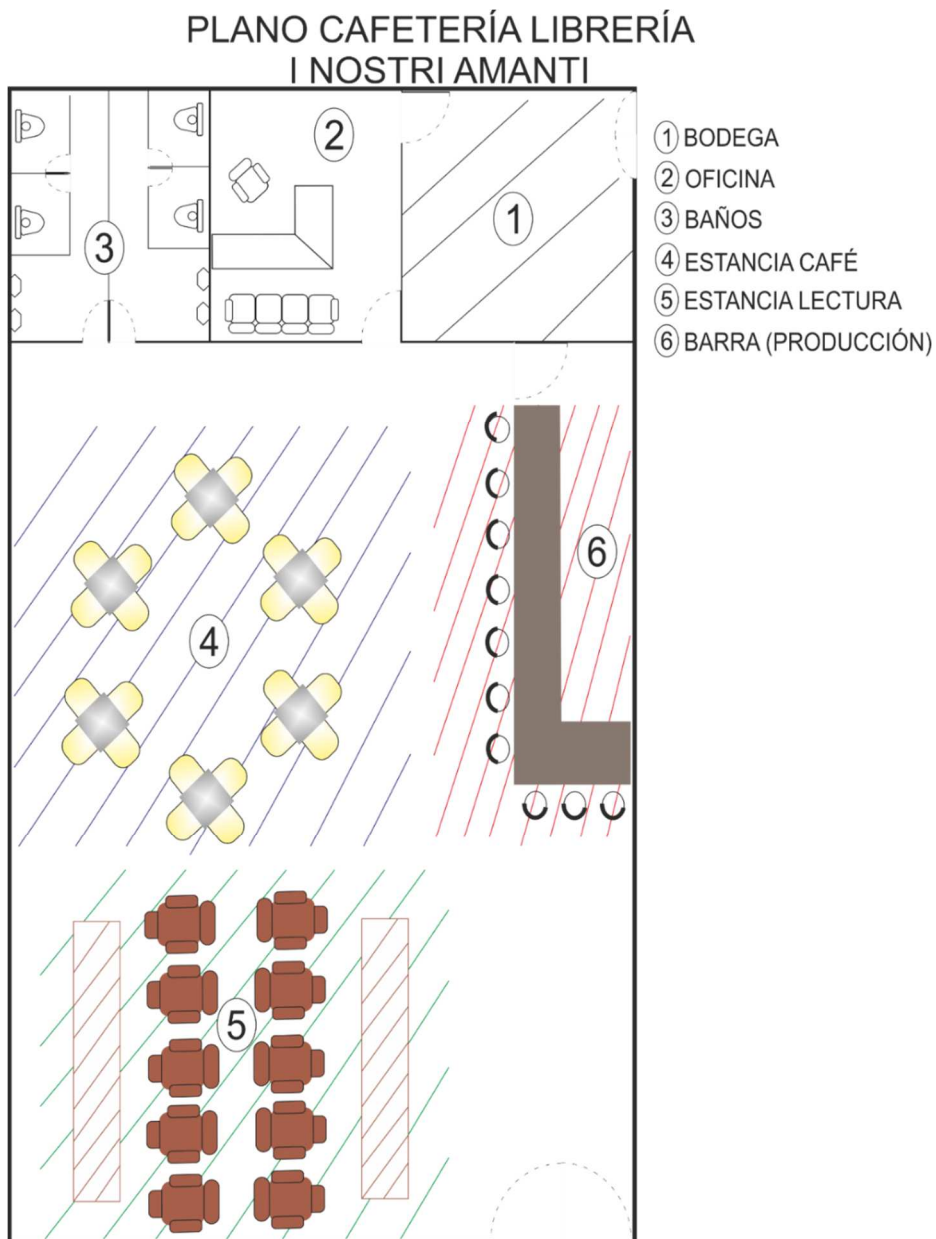 PLANO CAFETERÍA LIBRERÍA
I NOSTRI AMANTI
1 BODEGA
2 OFICINA
3 BAÑOS
4 ESTANCIA CAFÉ
5 ESTANCIA LECTURA
6 BARRA (PRODUCCIÓN)
2
1
3
6
4
5